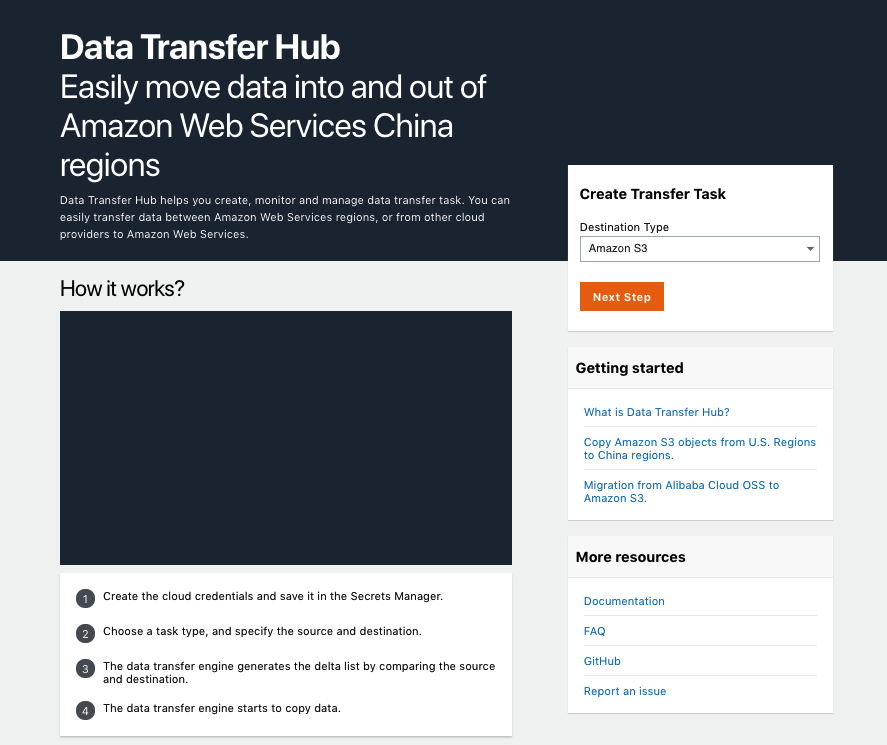 Data Transfer Hub
Easily move data into and out of
Amazon Web Services China
regions
Data Transfer Hub helps you create, monitor and manage data transfer task. You can
easily transfer data between Amazon Web Services regions, or from other cloud
providers to Amazon Web Services.
Create Transfer Task
Destination Type
Amazon S3
Next Step
How it works?
1 Create the cloud credentials and save it in the Secrets Manager.
2 Choose a task type, and specify the source and destination.
3 The data transfer engine generates the delta list by comparing the source
and destination.
4 The data transfer engine starts to copy data.
Getting started
What is Data Transfer Hub?
Copy Amazon S3 objects from U.S. Regions
to China regions.
Migration from Alibaba Cloud OSS to
Amazon S3.
More resources
Documentation
FAQ
GitHub
Report an issue